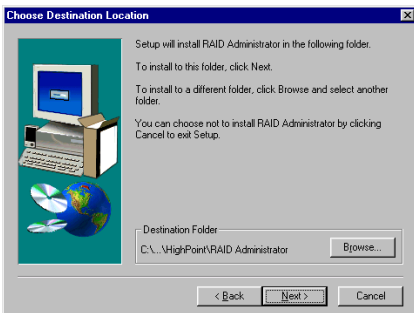 Choose Destination Location
Setup will install RAID Administrator in the following folder.
To install to this folder, click Next.
To install to a different folder, click Browse and select another
folder.
You can choose not to install RAID Administrator by clicking
Cancel to exit Setup.
Destination Folder
C:\...\HighPoint\RAID Administrator
Browse...
< Back
Next >
Cancel